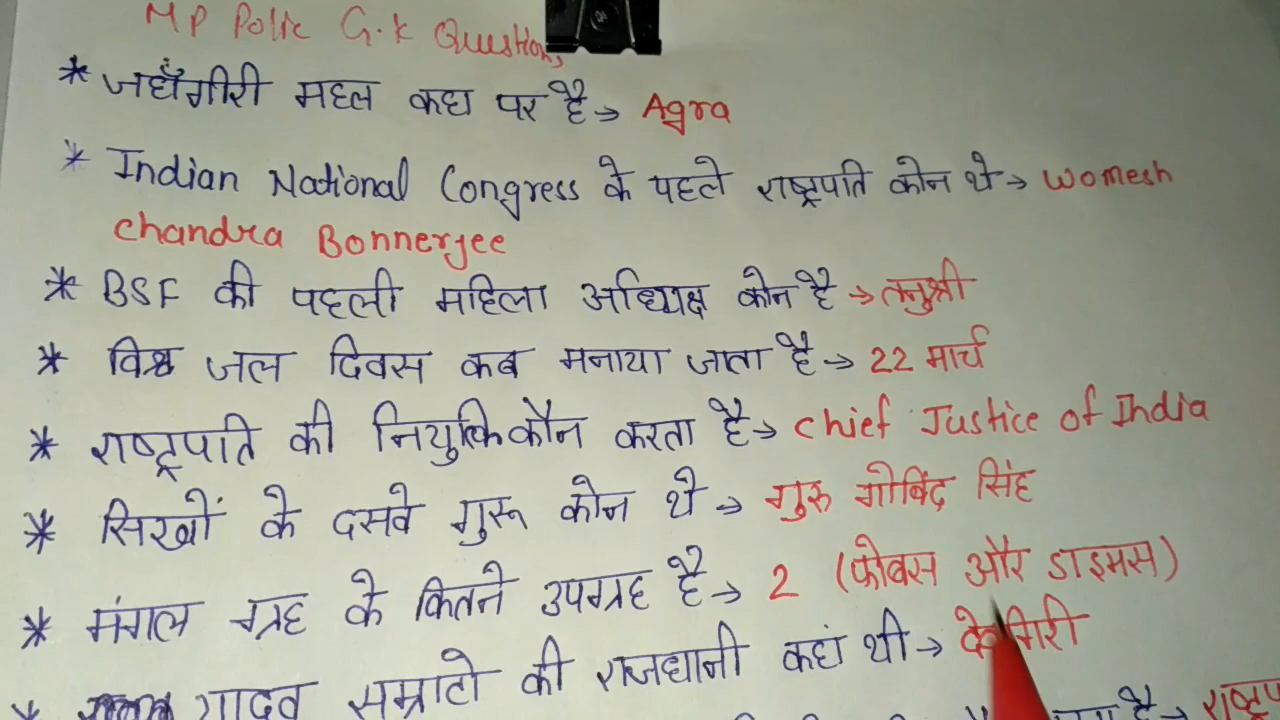 MP Polic G.K Questions
* जहाँगीरी महल कहा पर है → Agra
* Indian National Congress के पहले राष्ट्रपति कोन थे → Womesh
Chandra Bonnerjee
* BSF की पहली महिला अधियक्ष कोन है → तनुश्री
* विश्व जल दिवस कब मनाया जाता है → 22 मार्च
* राष्ट्रपति की नियुक्ति कौन करता है → Chief Justice of India
* सिखों के दसवे गुरू कोन थे → गुरु गोबिंद सिंह
* मंगल ग्रह के कितने उपग्रह है → 2 (फोबस और डाइमस)
* यादव सम्राटो की राजधानी कहां थी → देवगिरी
है →